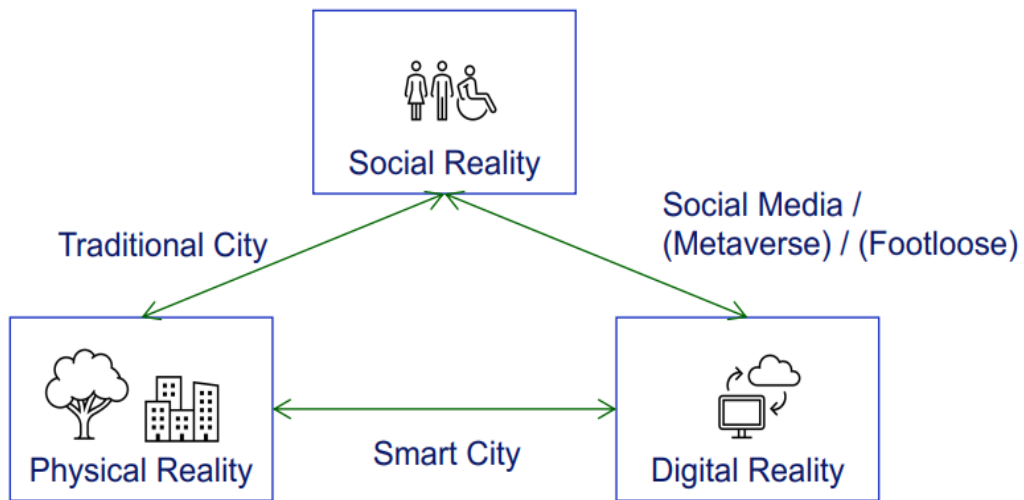 Social Reality
Traditional City
Social Media /
(Metaverse) / (Footloose)
Physical Reality
Smart City
Digital Reality